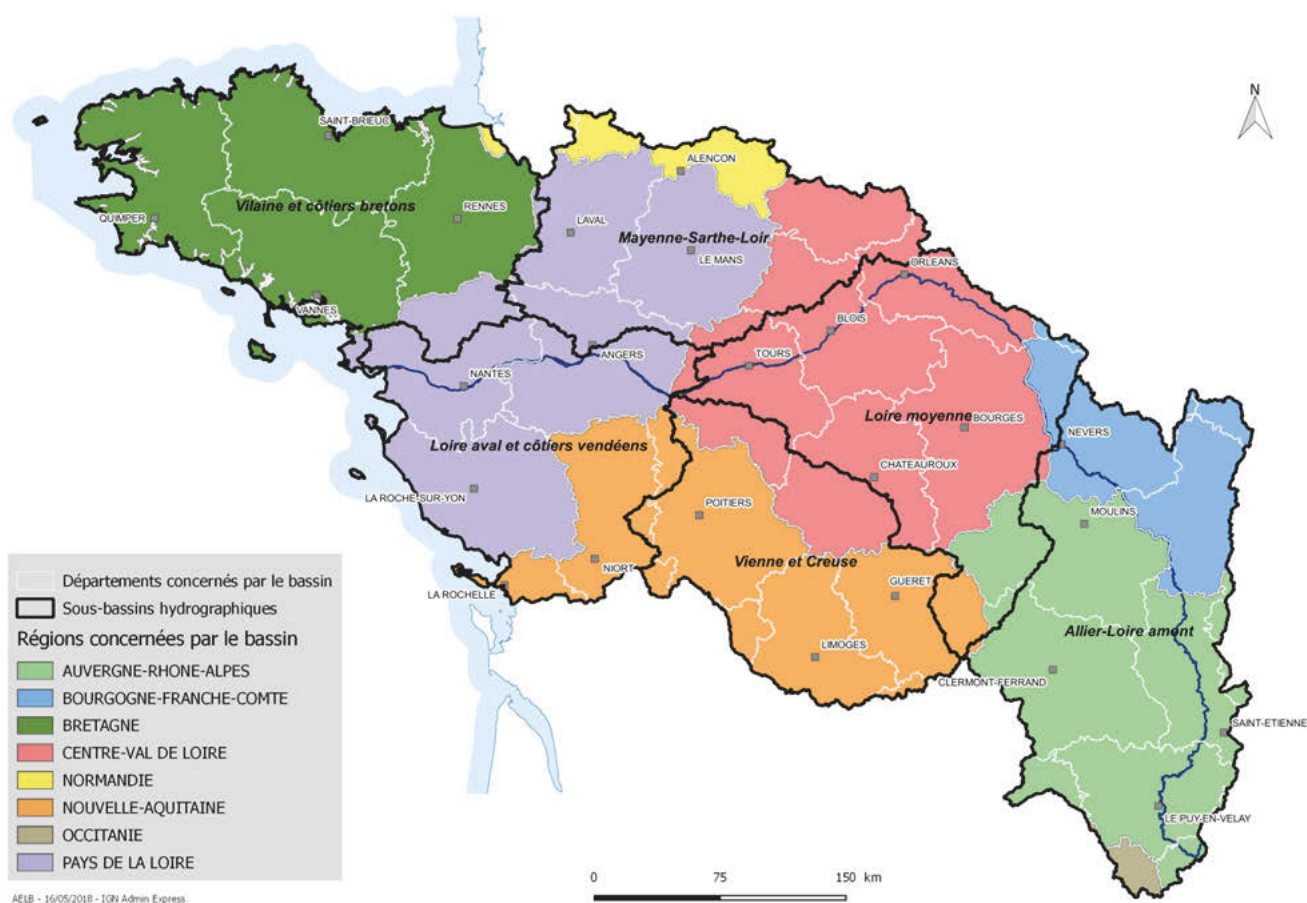 N
SAINT-BRIEUC
ALENCON
Vilaine et côtiers bretons
QUIMPER
RENNES
LAVAL
Mayenne-Sarthe-Loir
LE MANS
ORLEANS
VANNES
BLOIS
ANGERS
TOURS
NANTES
Loire moyenne
BOURGES
NEVERS
Loire aval et côtiers vendéens
CHATEAUROUX
LA ROCHE-SUR-YON
POITIERS
MOULINS
Vienne et Creuse
NIORT
GUERET
LA ROCHELLE
Allier-Loire amont
LIMOGES
CLERMONT-FERRAND
SAINT-ETIENNE
LE PUY-EN-VELAY
Départements concernés par le bassin
Sous-bassins hydrographiques
Régions concernées par le bassin
AUVERGNE-RHONE-ALPES
BOURGOGNE-FRANCHE-COMTE
BRETAGNE
CENTRE-VAL DE LOIRE
NORMANDIE
NOUVELLE-AQUITAINE
OCCITANIE
PAYS DE LA LOIRE
0 75 150 km
AELB - 16/05/2018 - IGN Admin Express